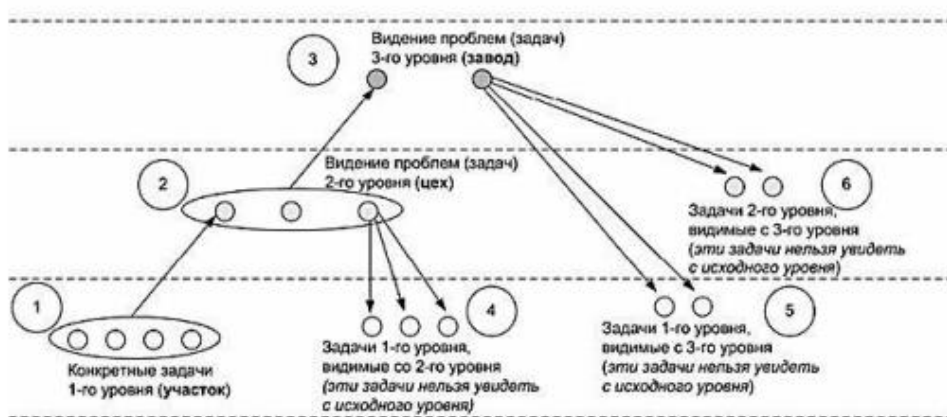 3
Видение проблем (задач)
3-го уровня (завод)
2
Видение проблем (задач)
2-го уровня (цех)
6
Задачи 2-го уровня,
видимые с 3-го уровня
(эти задачи нельзя увидеть
с исходного уровня)
1
Конкретные задачи
1-го уровня (участок)
4
Задачи 1-го уровня,
видимые со 2-го уровня
(эти задачи нельзя увидеть
с исходного уровня)
5
Задачи 1-го уровня,
видимые с 3-го уровня
(эти задачи нельзя увидеть
с исходного уровня)